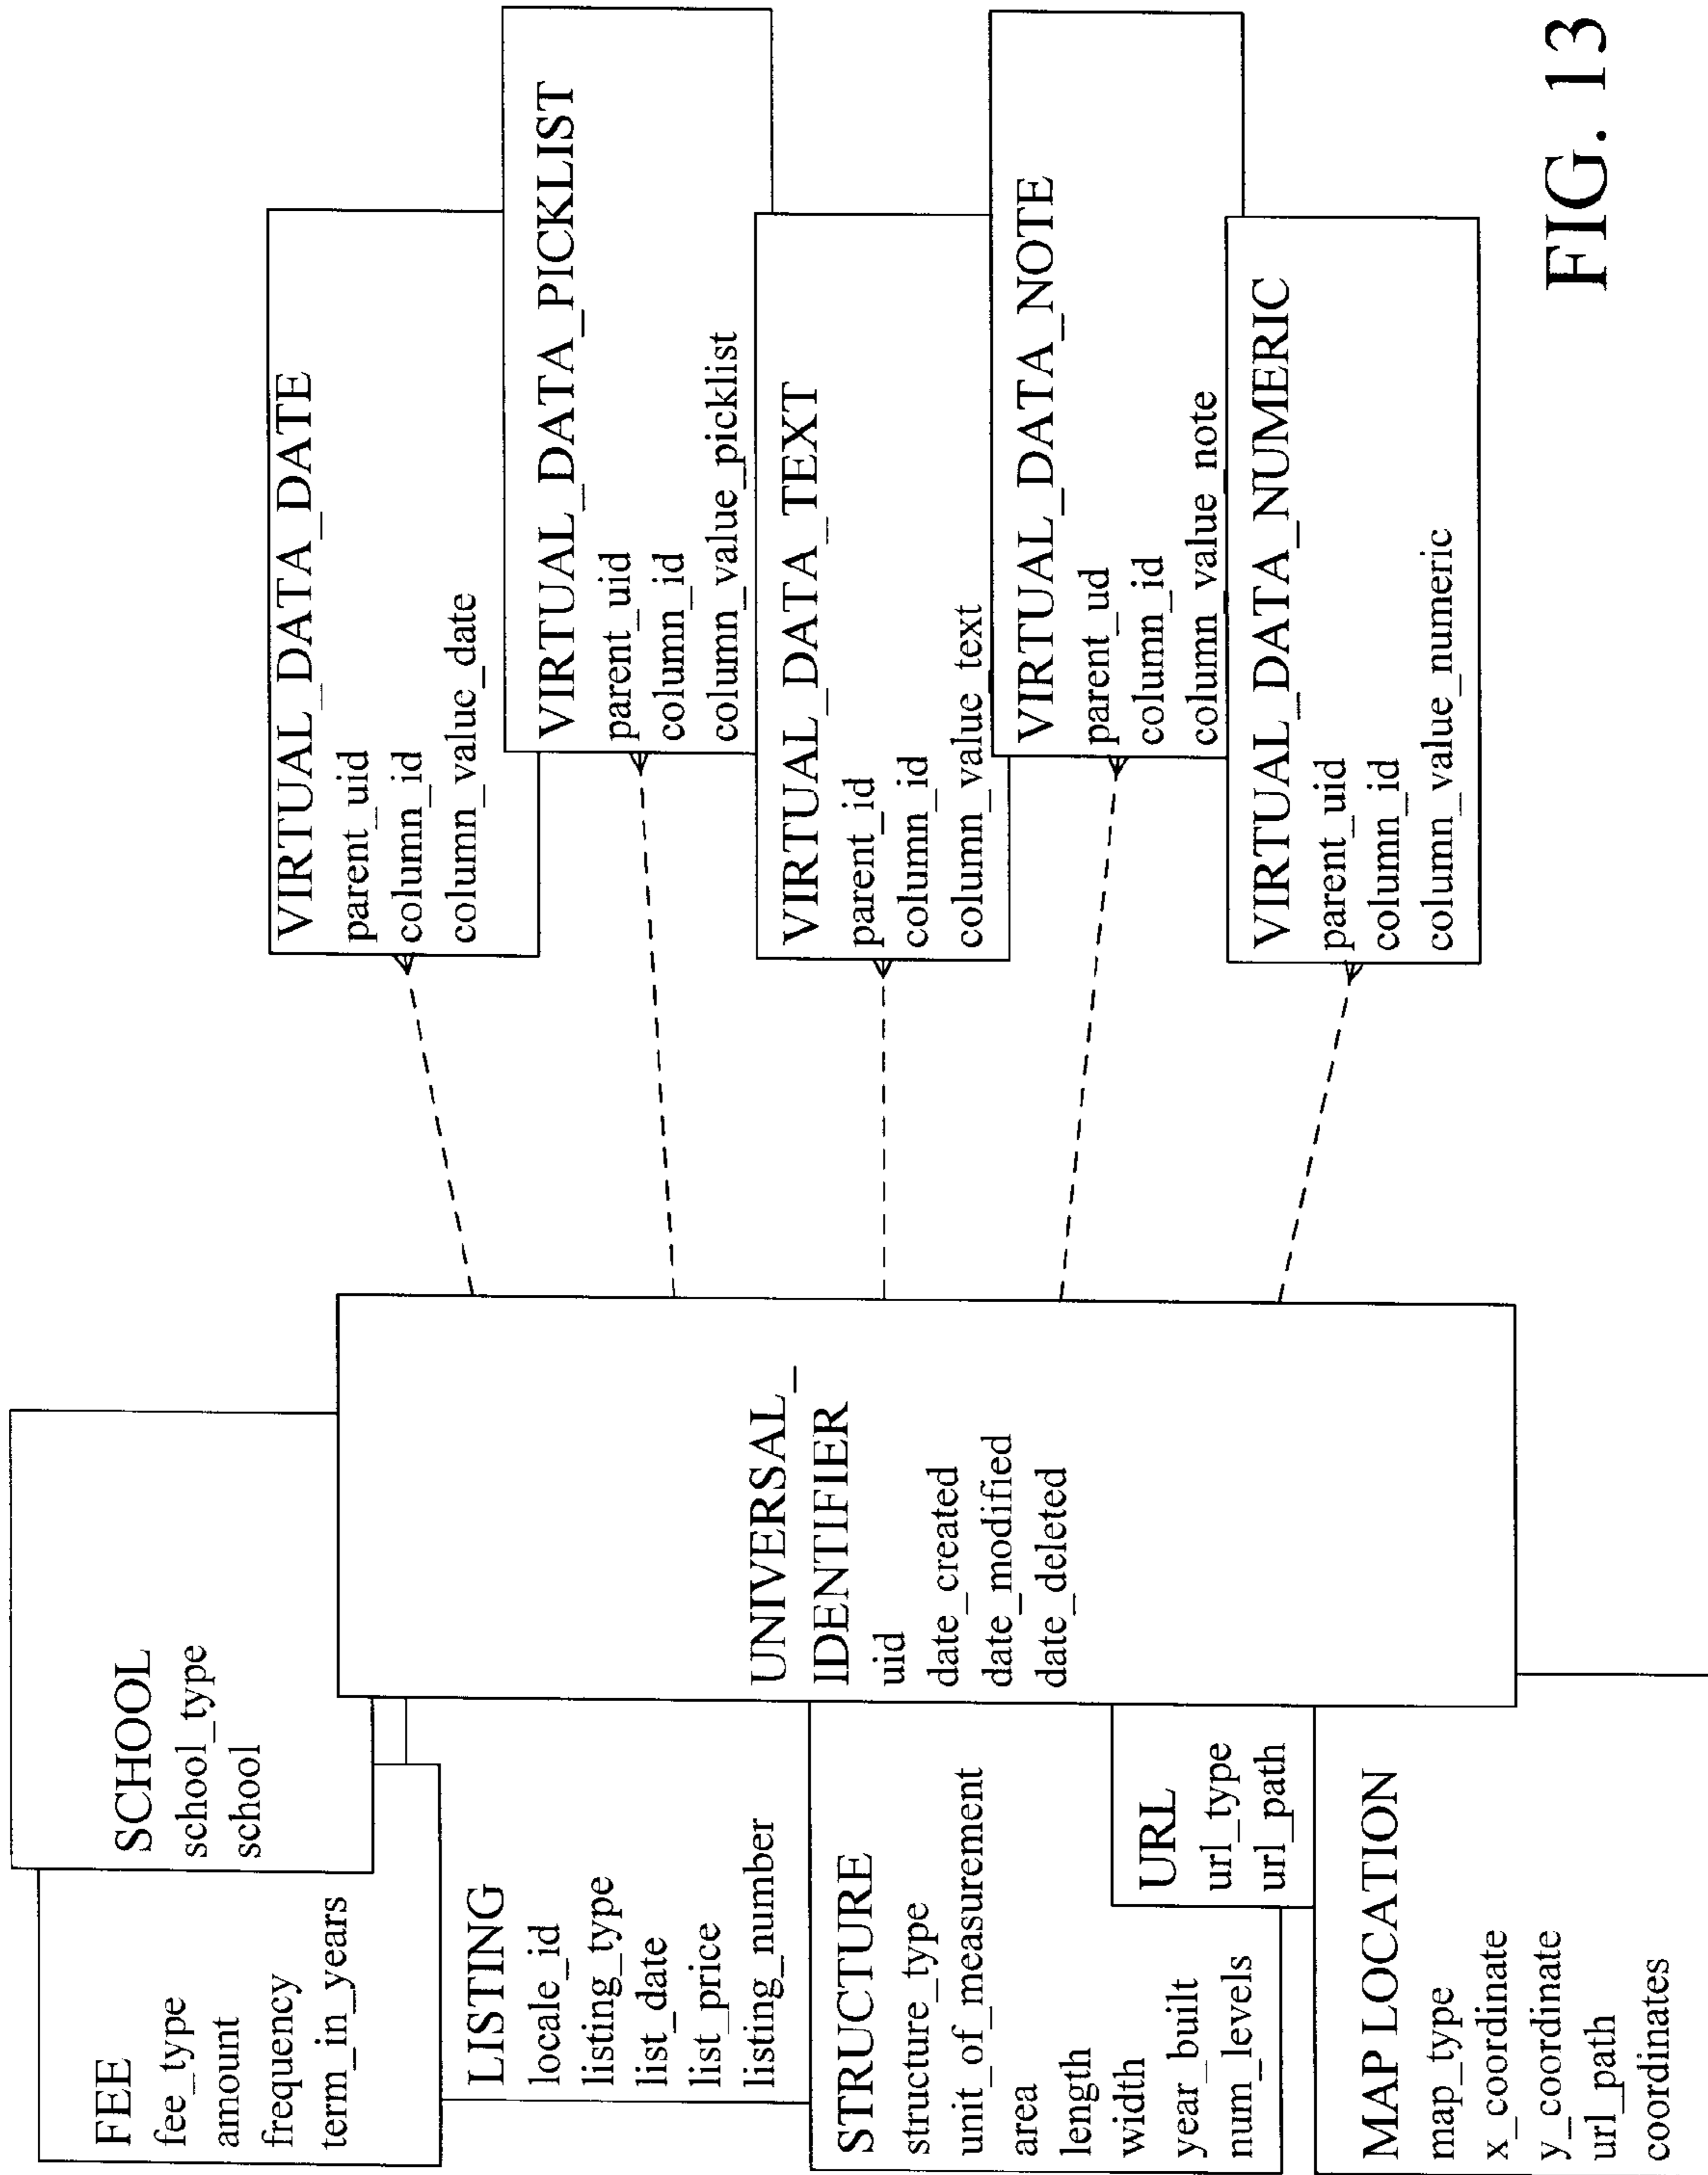 FEE
fee_type
amount
frequency
term_in_years
SCHOOL
school_type
school
LISTING
locale_id
listing_type
list_date
list_price
listing_number
STRUCTURE
structure_type
unit_of_measurement
area
length
width
year_built
num_levels
URL
url_type
url_path
MAP LOCATION
map_type
x_coordinate
y_coordinate
url_path
coordinates
UNIVERSAL_
IDENTIFIER
uid
date_created
date_modified
date_deleted
VIRTUAL_DATA_DATE
parent_uid
column_id
column_value_date
VIRTUAL_DATA_PICKLIST
parent_uid
column_id
column_value_picklist
VIRTUAL_DATA_TEXT
parent_id
column_id
column_value_text
VIRTUAL_DATA_NOTE
parent_ud
column_id
column_value_note
VIRTUAL_DATA_NUMERIC
parent_uid
column_id
column_value_numeric
FIG. 13